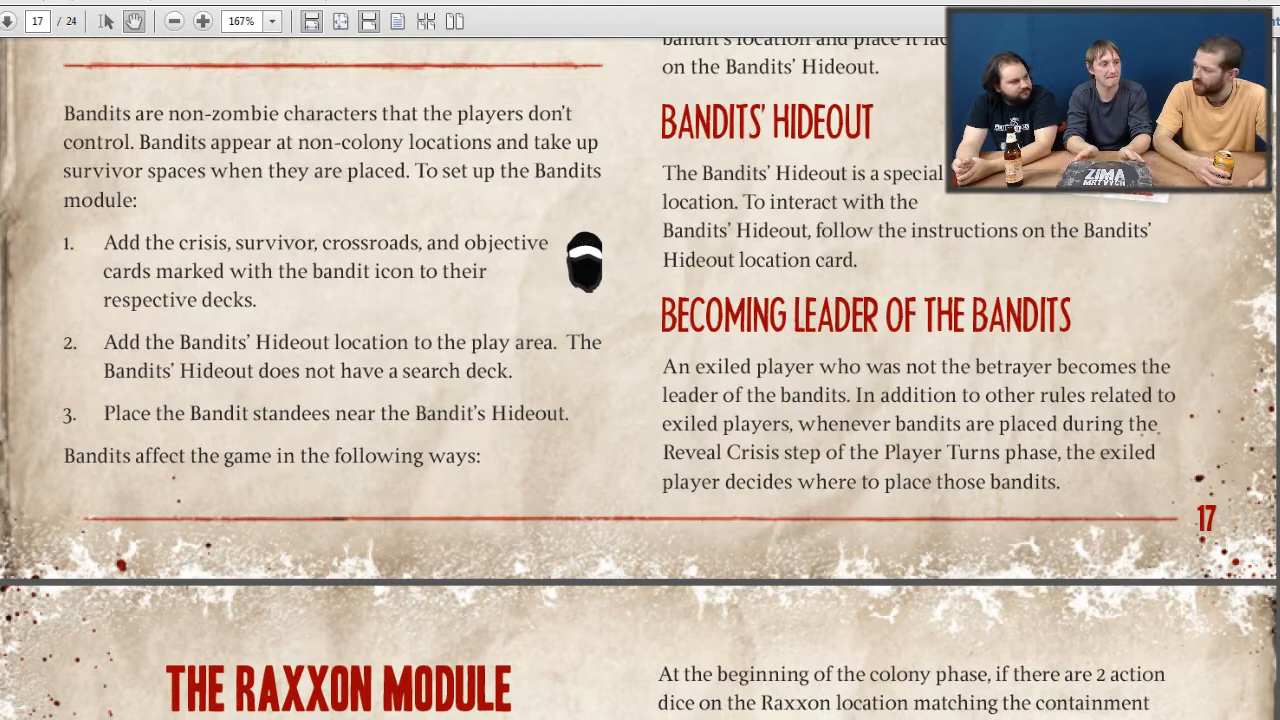 17 / 24
167%
Bandits are non-zombie characters that the players don't
control. Bandits appear at non-colony locations and take up
survivor spaces when they are placed. To set up the Bandits
module:
1. Add the crisis, survivor, crossroads, and objective
cards marked with the bandit icon to their
respective decks.
2. Add the Bandits' Hideout location to the play area. The
Bandits' Hideout does not have a search deck.
3. Place the Bandit standees near the Bandit's Hideout.
Bandits affect the game in the following ways:
bandit's location and place it
on the Bandits' Hideout.
BANDITS' HIDEOUT
The Bandits' Hideout is a special
location. To interact with the
Bandits' Hideout, follow the instructions on the Bandits'
Hideout location card.
BECOMING LEADER OF THE BANDITS
An exiled player who was not the betrayer becomes the
leader of the bandits. In addition to other rules related to
exiled players, whenever bandits are placed during the
Reveal Crisis step of the Player Turns phase, the exiled
player decides where to place those bandits.
17
THE RAXXON MODULE
At the beginning of the colony phase, if there are 2 action
dice on the Raxxon location matching the containment
ZIMA